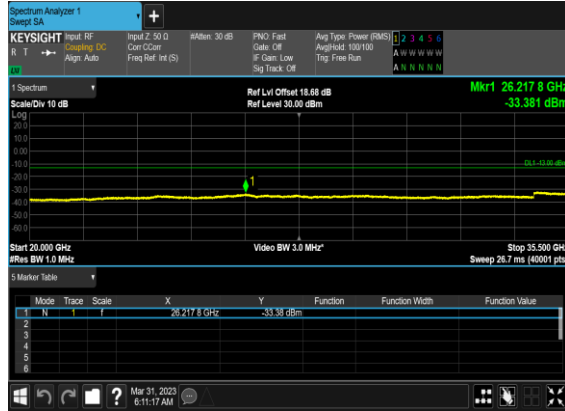 Spectrum Analyzer 1
Swept SA
KEYSIGHT Input: RF Input Z: 50 Ω #Atten: 30 dB PNO: Fast Avg Type: Power (RMS) 1 2 3 4 5 6
R T Coupling: DC Corr CCorr Gate: Off Avg|Hold: 100/100 A W W W W W
Align: Auto Freq Ref: Int (S) IF Gain: Low Trig: Free Run
Sig Track: Off A N N N N N
LW
1 Spectrum Ref Lvl Offset 18.68 dB Mkr1 26.217 8 GHz
Scale/Div 10 dB Ref Level 30.00 dBm -33.381 dBm
Log
20.0
10.0
0.00
-10.0
DL1 -13.00 dBm
1
-20.0
-30.0
-40.0
-50.0
-60.0
Start 20.000 GHz Video BW 3.0 MHz* Stop 35.500 GHz
#Res BW 1.0 MHz Sweep 26.7 ms (40001 pts)
5 Marker Table
Mode Trace Scale X Y Function Function Width Function Value
1 N 1 f 26.217 8 GHz -33.38 dBm
2
3
4
5
6
? Mar 31, 2023
6:11:17 AM